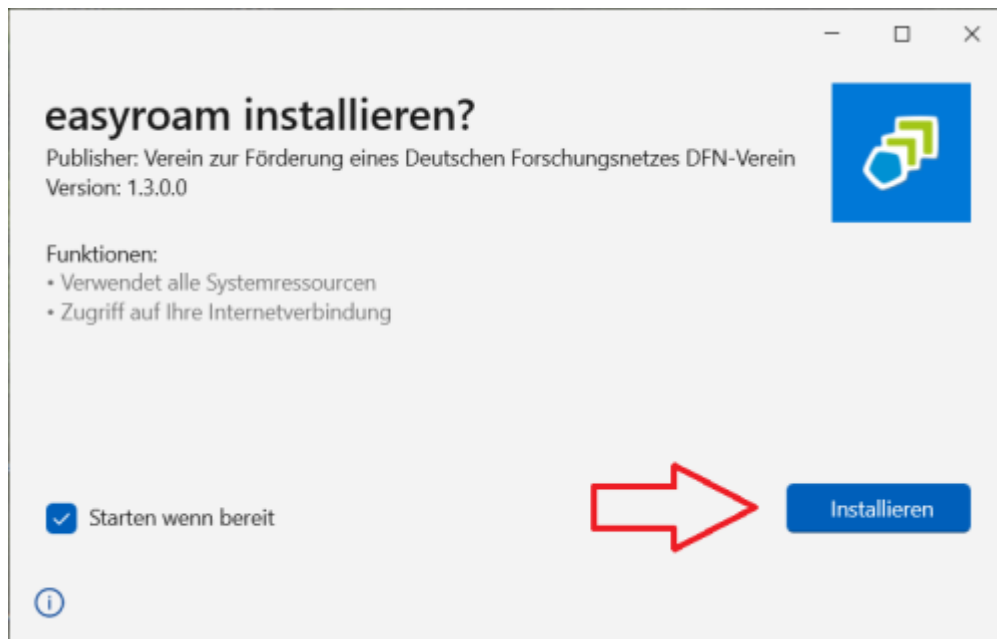 easyroam installieren?
Publisher: Verein zur Förderung eines Deutschen Forschungsnetzes DFN-Verein
Version: 1.3.0.0
Funktionen:
• Verwendet alle Systemressourcen
• Zugriff auf Ihre Internetverbindung
Starten wenn bereit
Installieren